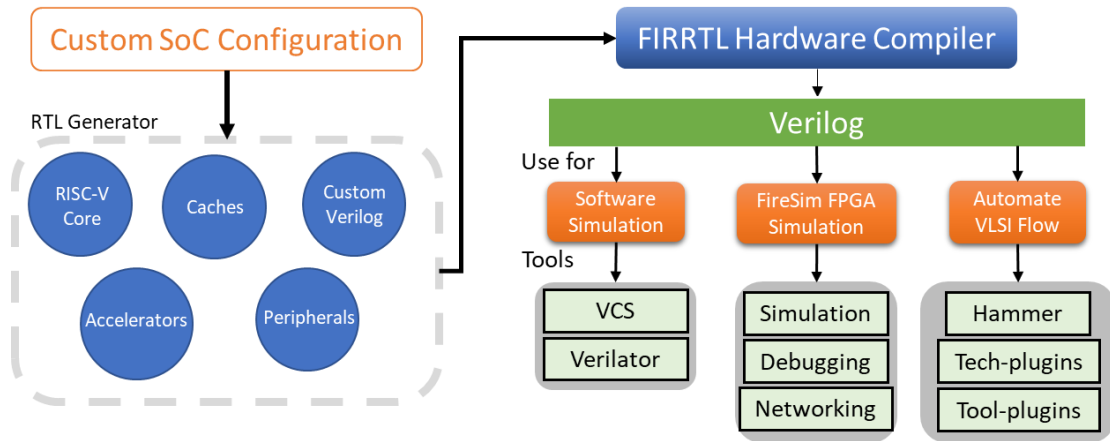 Custom SoC Configuration
RTL Generator
RISC-V
Core
Caches
Custom
Verilog
Accelerators
Peripherals
FIRRTL Hardware Compiler
Verilog
Use for
Software
Simulation
FireSim FPGA
Simulation
Automate
VLSI Flow
Tools
VCS
Verilator
Simulation
Debugging
Networking
Hammer
Tech-plugins
Tool-plugins